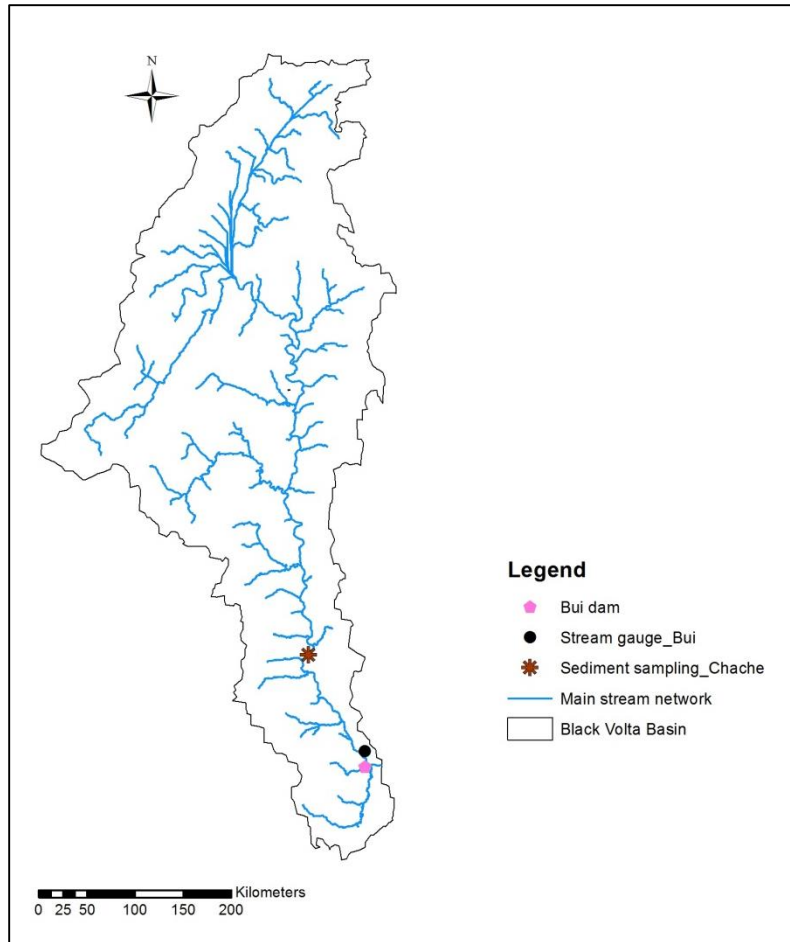 N
Legend
Bui dam
Stream gauge_Bui
Sediment sampling_Chache
Main stream network
Black Volta Basin
Kilometers
0 25 50 100 150 200